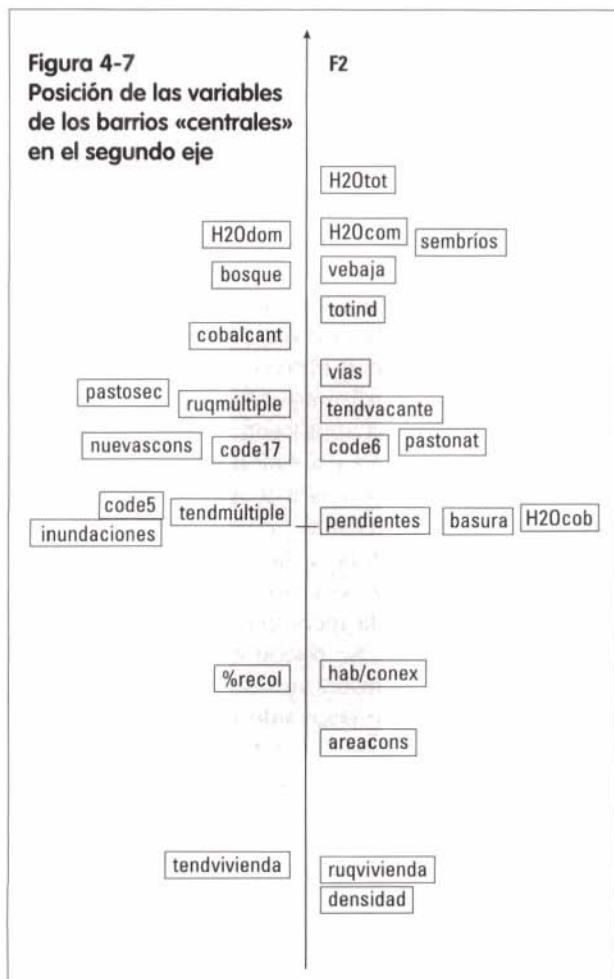 Figura 4-7
Posición de las variables
de los barrios «centrales»
en el segundo eje
F2
H2Otot
H2Odom
H2Ocom
sembríos
bosque
vebaja
totind
cobalcant
vías
pastosec
ruqmúltiple
tendvacante
nuevascons
code17
code6
pastonat
code5
tendmúltiple
inundaciones
pendientes
basura
H2Ocob
%recol
hab/conex
areacons
tendvivienda
ruqvivienda
densidad